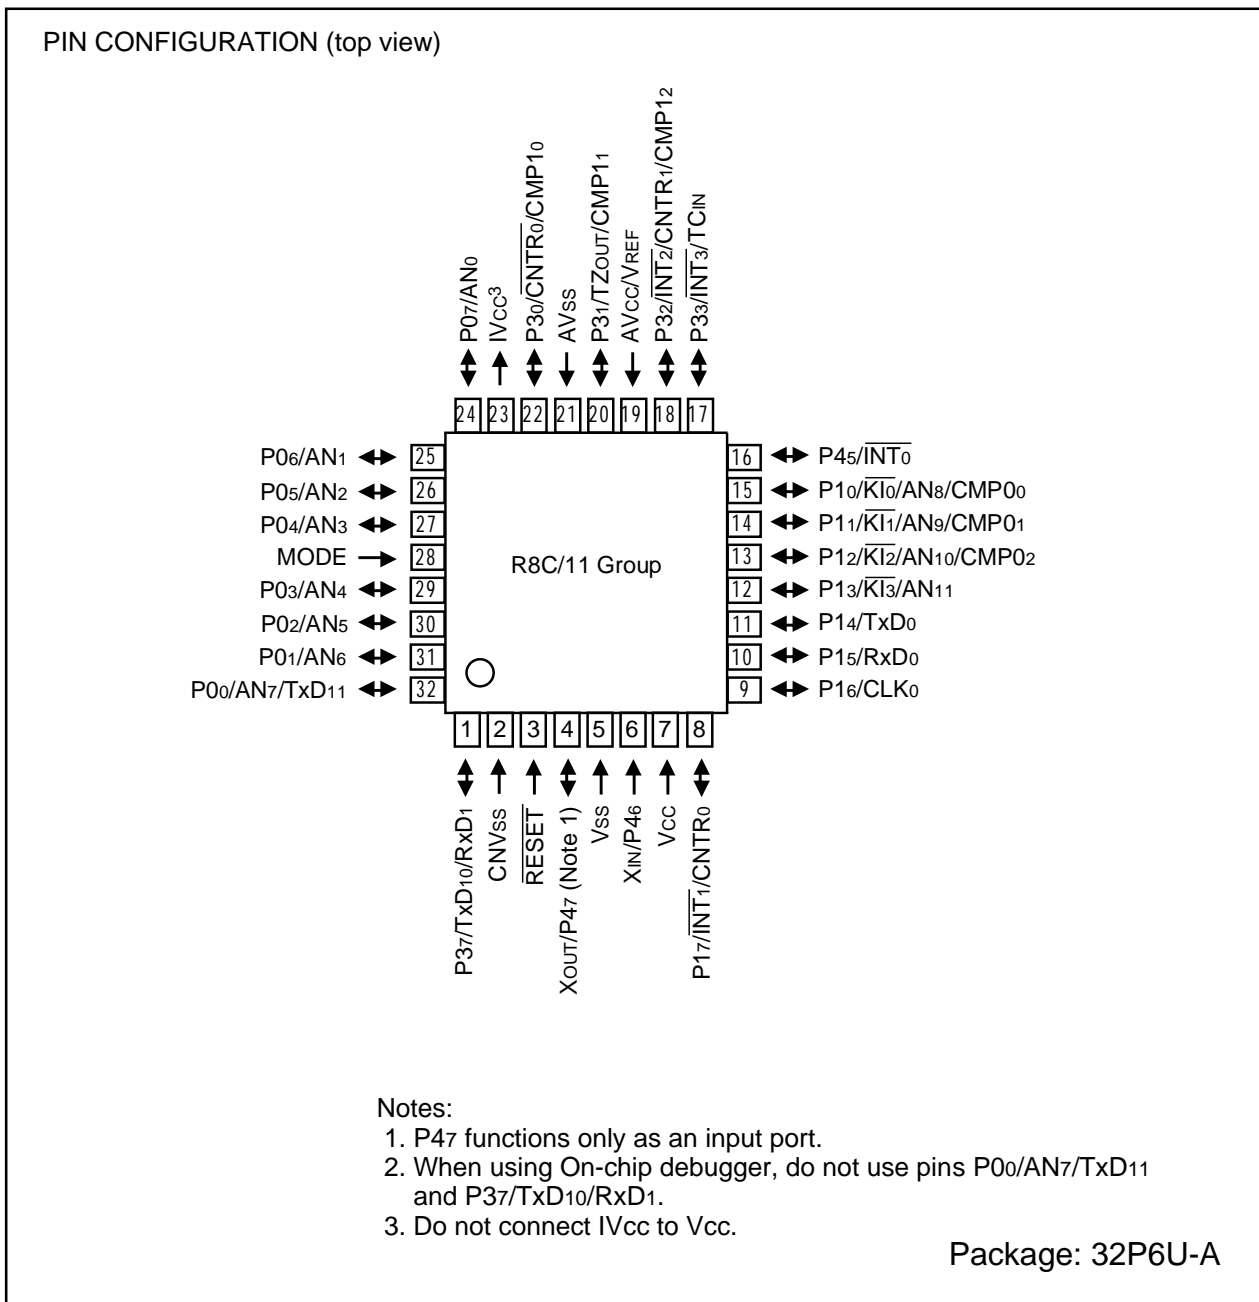 PIN CONFIGURATION (top view)
P07/AN0
IVCC3
P30/CNTR0/CMP10
AVSS
P31/TZOUT/CMP11
AVCC/VREF
P32/INT2/CNTR1/CMP12
P33/INT3/TCIN
24 23 22 21 20 19 18 17
P06/AN1 25
P05/AN2 26
P04/AN3 27
MODE 28
P03/AN4 29
P02/AN5 30
P01/AN6 31
P00/AN7/TxD11 32
R8C/11 Group
16 P45/INT0
15 P10/KI0/AN8/CMP00
14 P11/KI1/AN9/CMP01
13 P12/KI2/AN10/CMP02
12 P13/KI3/AN11
11 P14/TxD0
10 P15/RxD0
9 P16/CLK0
1 2 3 4 5 6 7 8
P37/TxD10/RxD1
CNVSS
RESET
XOUT/P47 (Note 1)
VSS
XIN/P46
VCC
P17/INT1/CNTR0
Notes:
1. P47 functions only as an input port.
2. When using On-chip debugger, do not use pins P00/AN7/TxD11
and P37/TxD10/RxD1.
3. Do not connect IVcc to Vcc.
Package: 32P6U-A